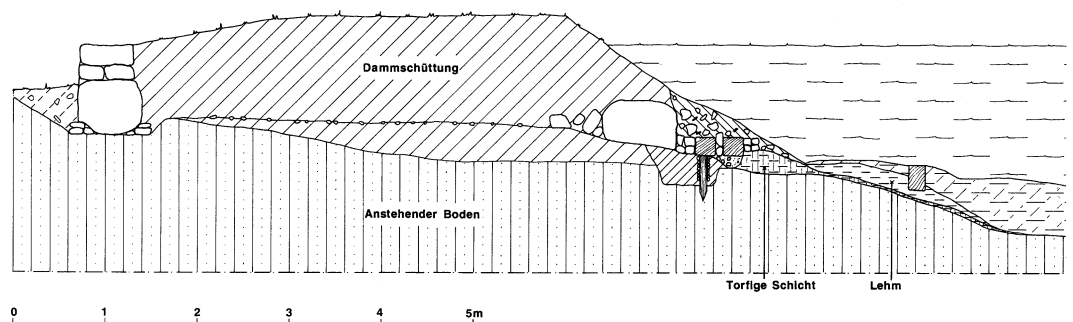 Dammschüttung
Anstehender Boden
Torfige Schicht
Lehm
0 1 2 3 4 5m